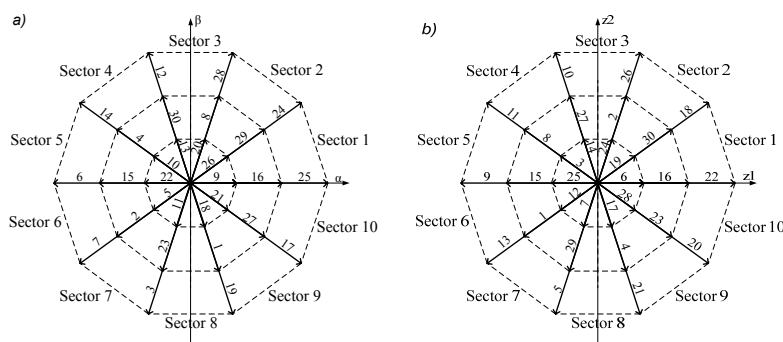 a)
β
Sector 3
Sector 4
12
28
Sector 2
14
30
8
24
4
29
Sector 5
13
20
Sector 1
10
26
6 15 22 9 16 25 α
5
21
Sector 6
2
11
18
27
Sector 10
7
23
1
17
Sector 7
3
19
Sector 9
Sector 8
b)
z2
Sector 3
Sector 4
10
26
Sector 2
11
27
2
18
8
30
Sector 5
14
24
Sector 1
3
19
9 15 25 6 16 22 z1
12
28
Sector 6
1
7
17
23
Sector 10
13
29
4
20
Sector 7
5
21
Sector 9
Sector 8